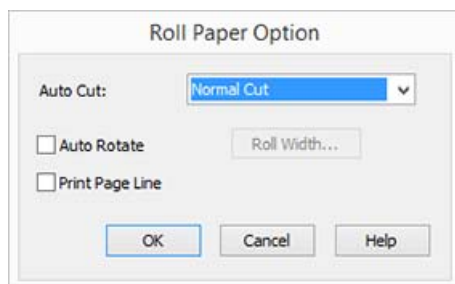 Roll Paper Option
Auto Cut: Normal Cut
Auto Rotate Roll Width...
Print Page Line
OK Cancel Help